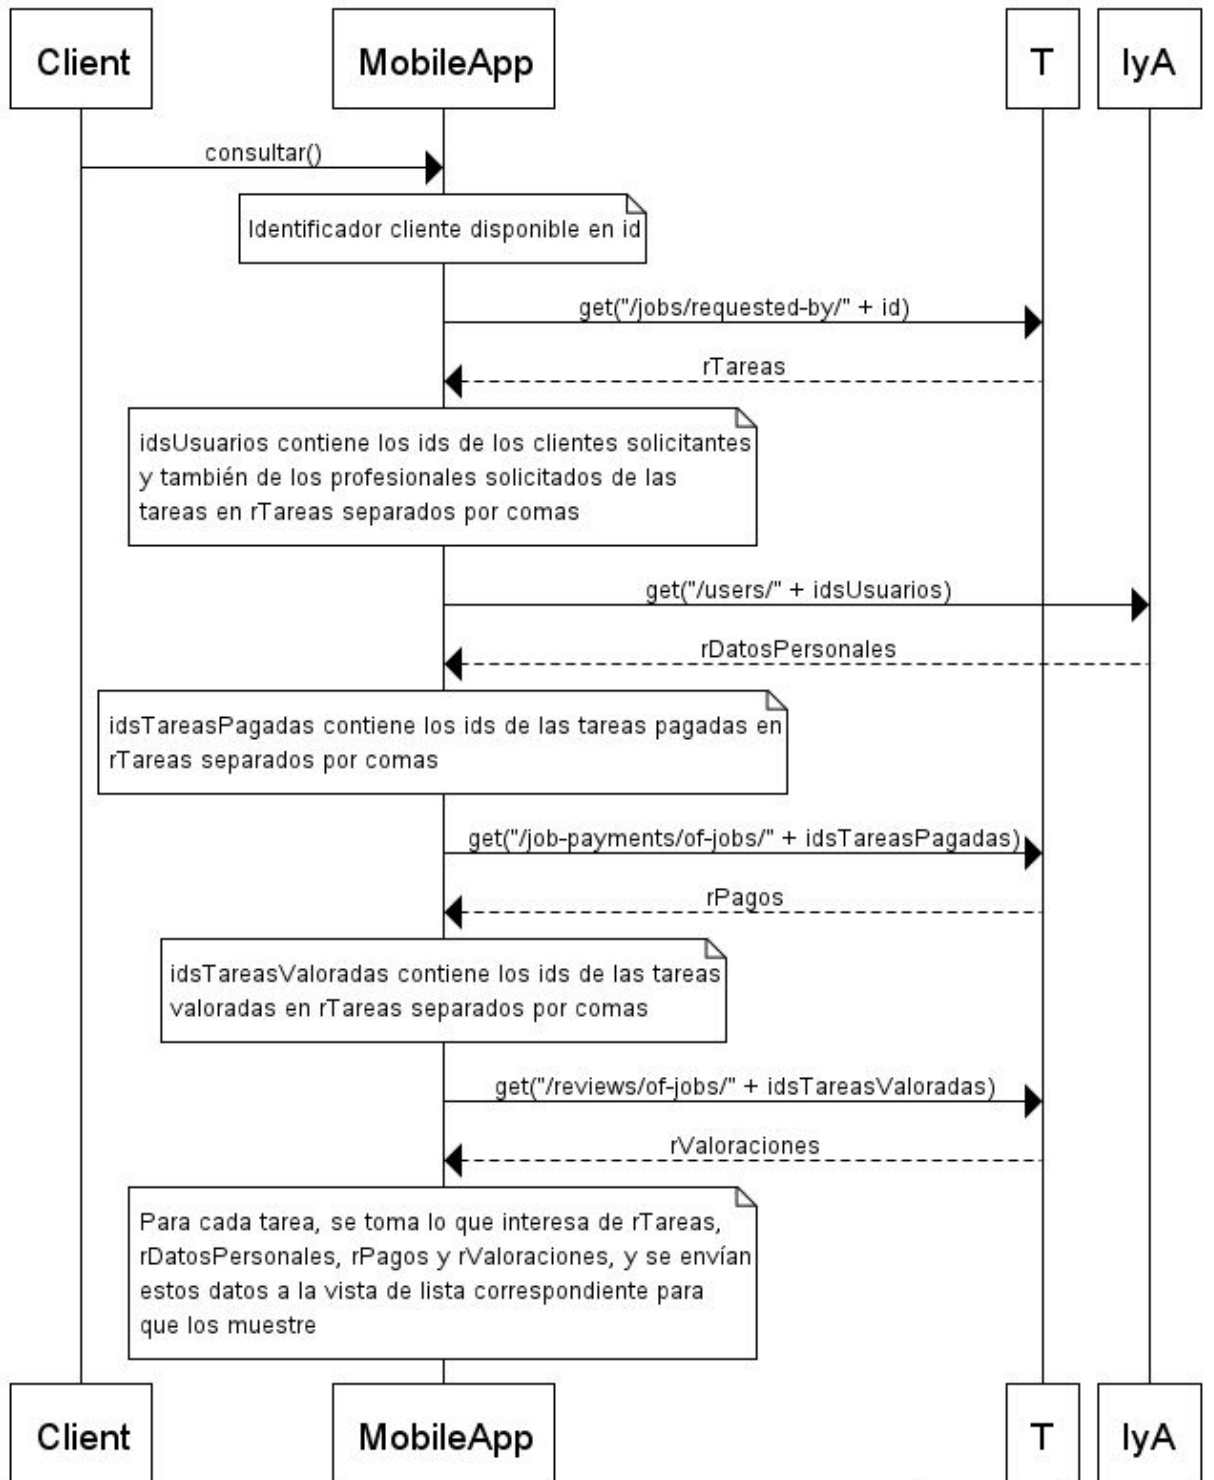 Client
MobileApp
T
IyA
consultar()
Identificador cliente disponible en id
get("/jobs/requested-by/" + id)
rTareas
idsUsuarios contiene los ids de los clientes solicitantes
y también de los profesionales solicitados de las
tareas en rTareas separados por comas
get("/users/" + idsUsuarios)
rDatosPersonales
idsTareasPagadas contiene los ids de las tareas pagadas en
rTareas separados por comas
get("/job-payments/of-jobs/" + idsTareasPagadas)
rPagos
idsTareasValoradas contiene los ids de las tareas
valoradas en rTareas separados por comas
get("/reviews/of-jobs/" + idsTareasValoradas)
rValoraciones
Para cada tarea, se toma lo que interesa de rTareas,
rDatosPersonales, rPagos y rValoraciones, y se envían
estos datos a la vista de lista correspondiente para
que los muestre
Client
MobileApp
T
IyA